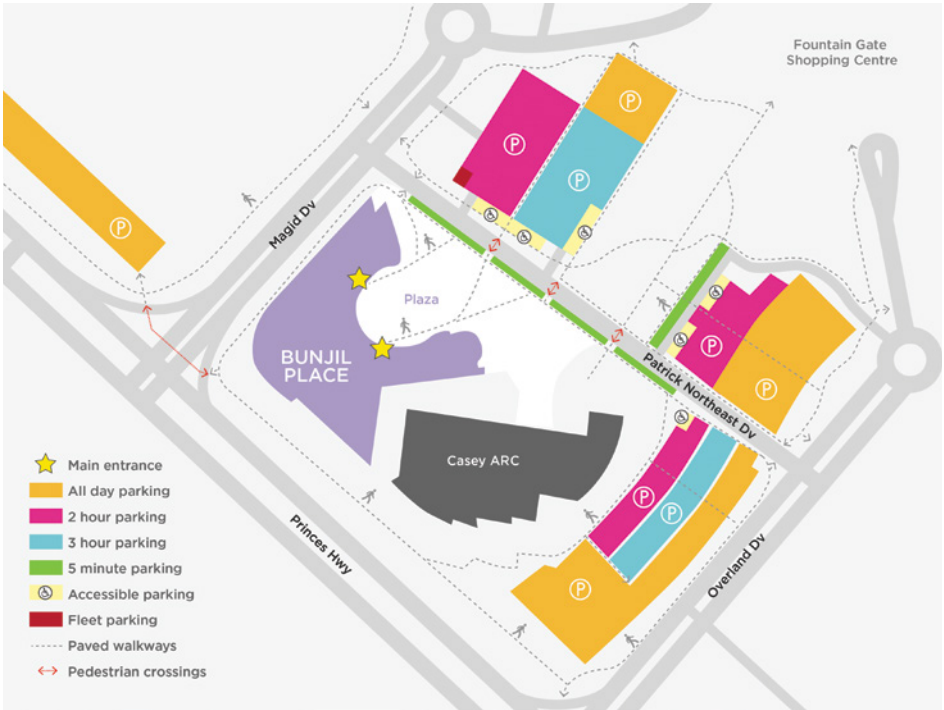 Fountain Gate
Shopping Centre
P
P
P
P
Magid Dv
Plaza
BUNJIL
PLACE
P
P
Patrick Northeast Dv
Casey ARC
P
P
P
Princes Hwy
Overland Dv
Main entrance
All day parking
2 hour parking
3 hour parking
5 minute parking
Accessible parking
Fleet parking
Paved walkways
Pedestrian crossings